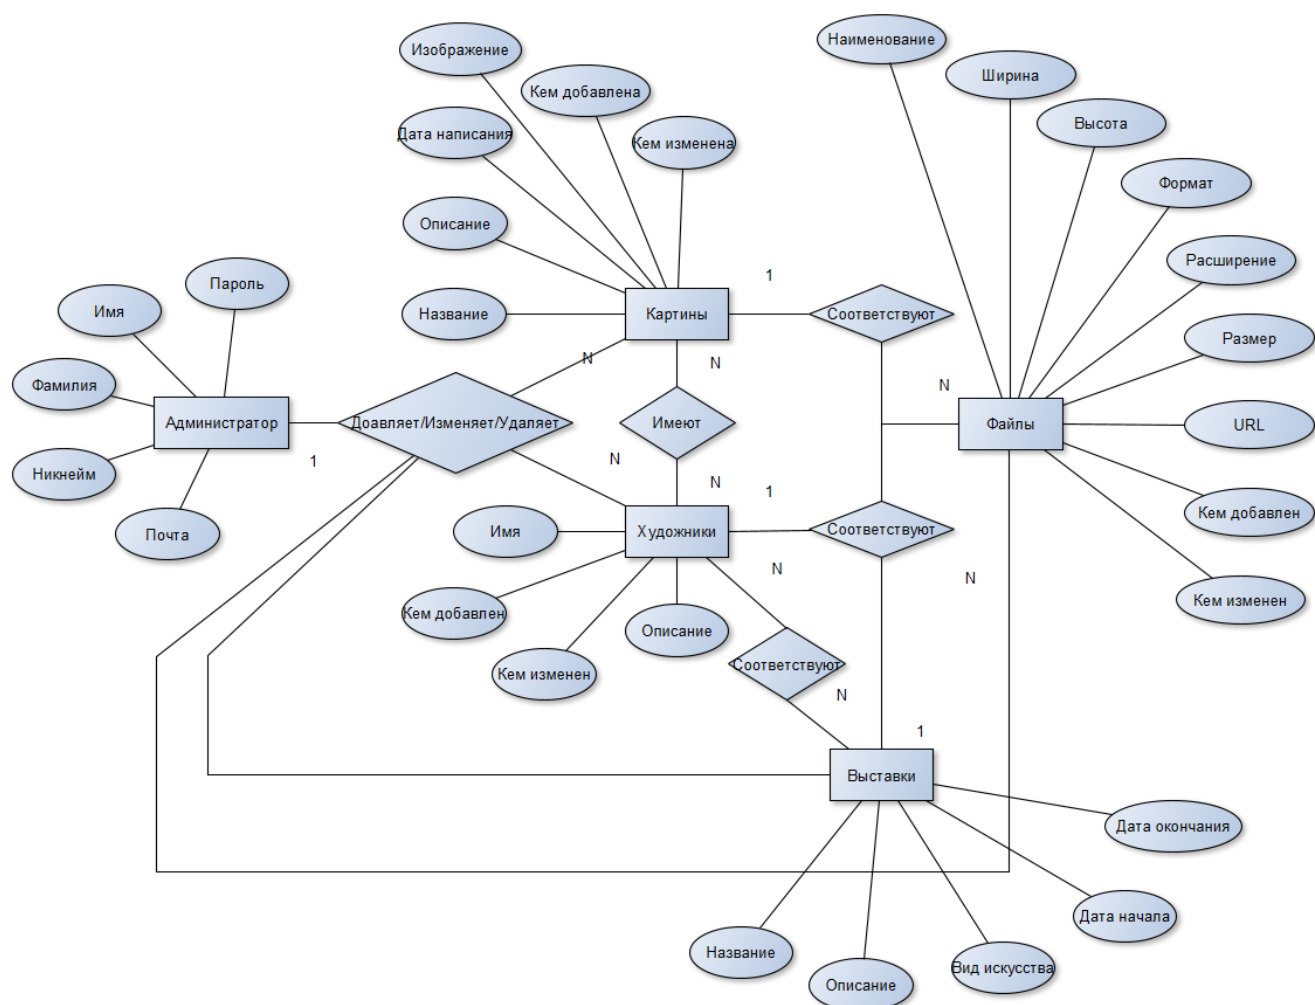 Изображение
Наименование
Ширина
Кем добавлена
Высота
Дата написания
Кем изменена
Формат
Описание
Расширение
Пароль
1
Имя
Название
Картины
Соответствуют
Размер
N
N
N
Фамилия
Администратор
Доавляет/Изменяет/Удаляет
Имеют
Файлы
URL
1
N
Никнейм
N
1
Кем добавлен
Почта
Имя
Художники
Соответствуют
N
N
Кем изменен
Кем добавлен
Описание
Соответствуют
Кем изменен
N
1
Выставки
Дата окончания
Дата начала
Название
Вид искусства
Описание